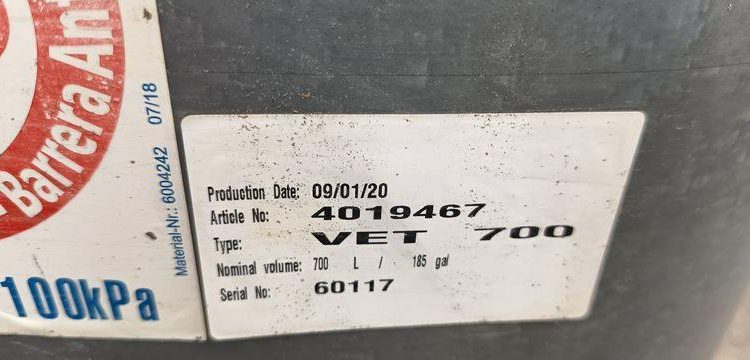 Barrera Ant
100kPa
Material-Nr.: 6004242 07/18
Production Date: 09/01/20
Article No: 4019467
Type: VET 700
Nominal volume: 700 L / 185 gal
Serial No: 60117